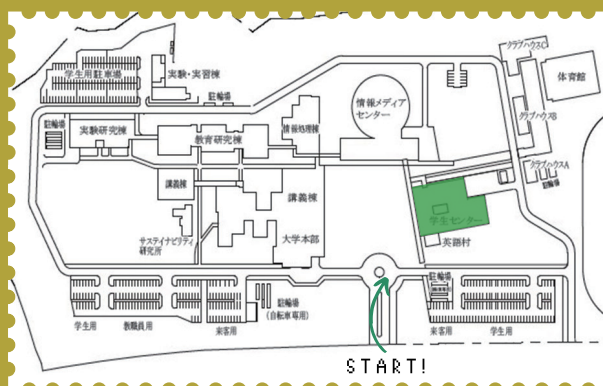 クラブハウスC
体育館
学生用駐車場
実験・実習棟
駐輪場
情報メディア
センター
クラブハウスB
駐輪場
実験研究棟
教育研究棟
情報処理棟
クラブハウスA
駐輪場
講義棟
講義棟
学生センター
サステイナビリティ
研究所
大学本部
英語村
駐輪場
駐輪場
(自転車専用)
学生用
教職員用
来客用
来客用
学生用
START!